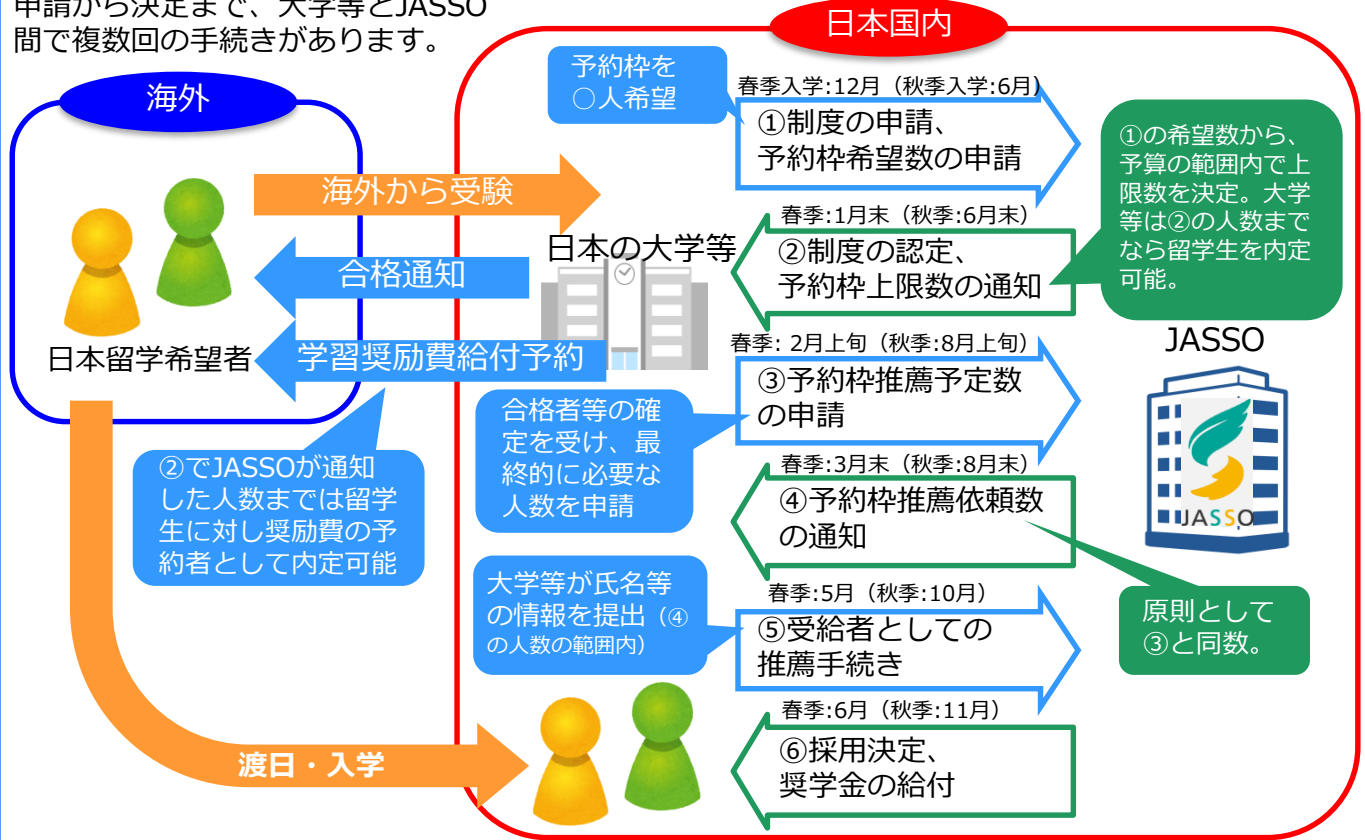 申請から決定まで、大学等とJASSO
間で複数回の手続きがあります。
日本国内
海外
予約枠を
○人希望
春季入学:12月（秋季入学:6月）
①制度の申請、
予約枠希望数の申請
①の希望数から、
予算の範囲内で上
限数を決定。大学
等は②の人数まで
なら留学生を内定
可能。
海外から受験
春季:1月末（秋季:6月末）
日本の大学等
②制度の認定、
予約枠上限数の通知
合格通知
日本留学希望者
学習奨励費給付予約
春季: 2月上旬（秋季:8月上旬）
③予約枠推薦予定数
の申請
JASSO
合格者等の確
定を受け、最
終的に必要な
人数を申請
②でJASSOが通知
した人数までは留学
生に対し奨励費の予
約者として内定可能
春季:3月末（秋季:8月末）
④予約枠推薦依頼数
の通知
JASSO
大学等が氏名等
の情報を提出（④
の人数の範囲内）
春季:5月（秋季:10月）
⑤受給者としての
推薦手続き
原則として
③と同数。
春季:6月（秋季:11月）
⑥採用決定、
奨学金の給付
渡日・入学